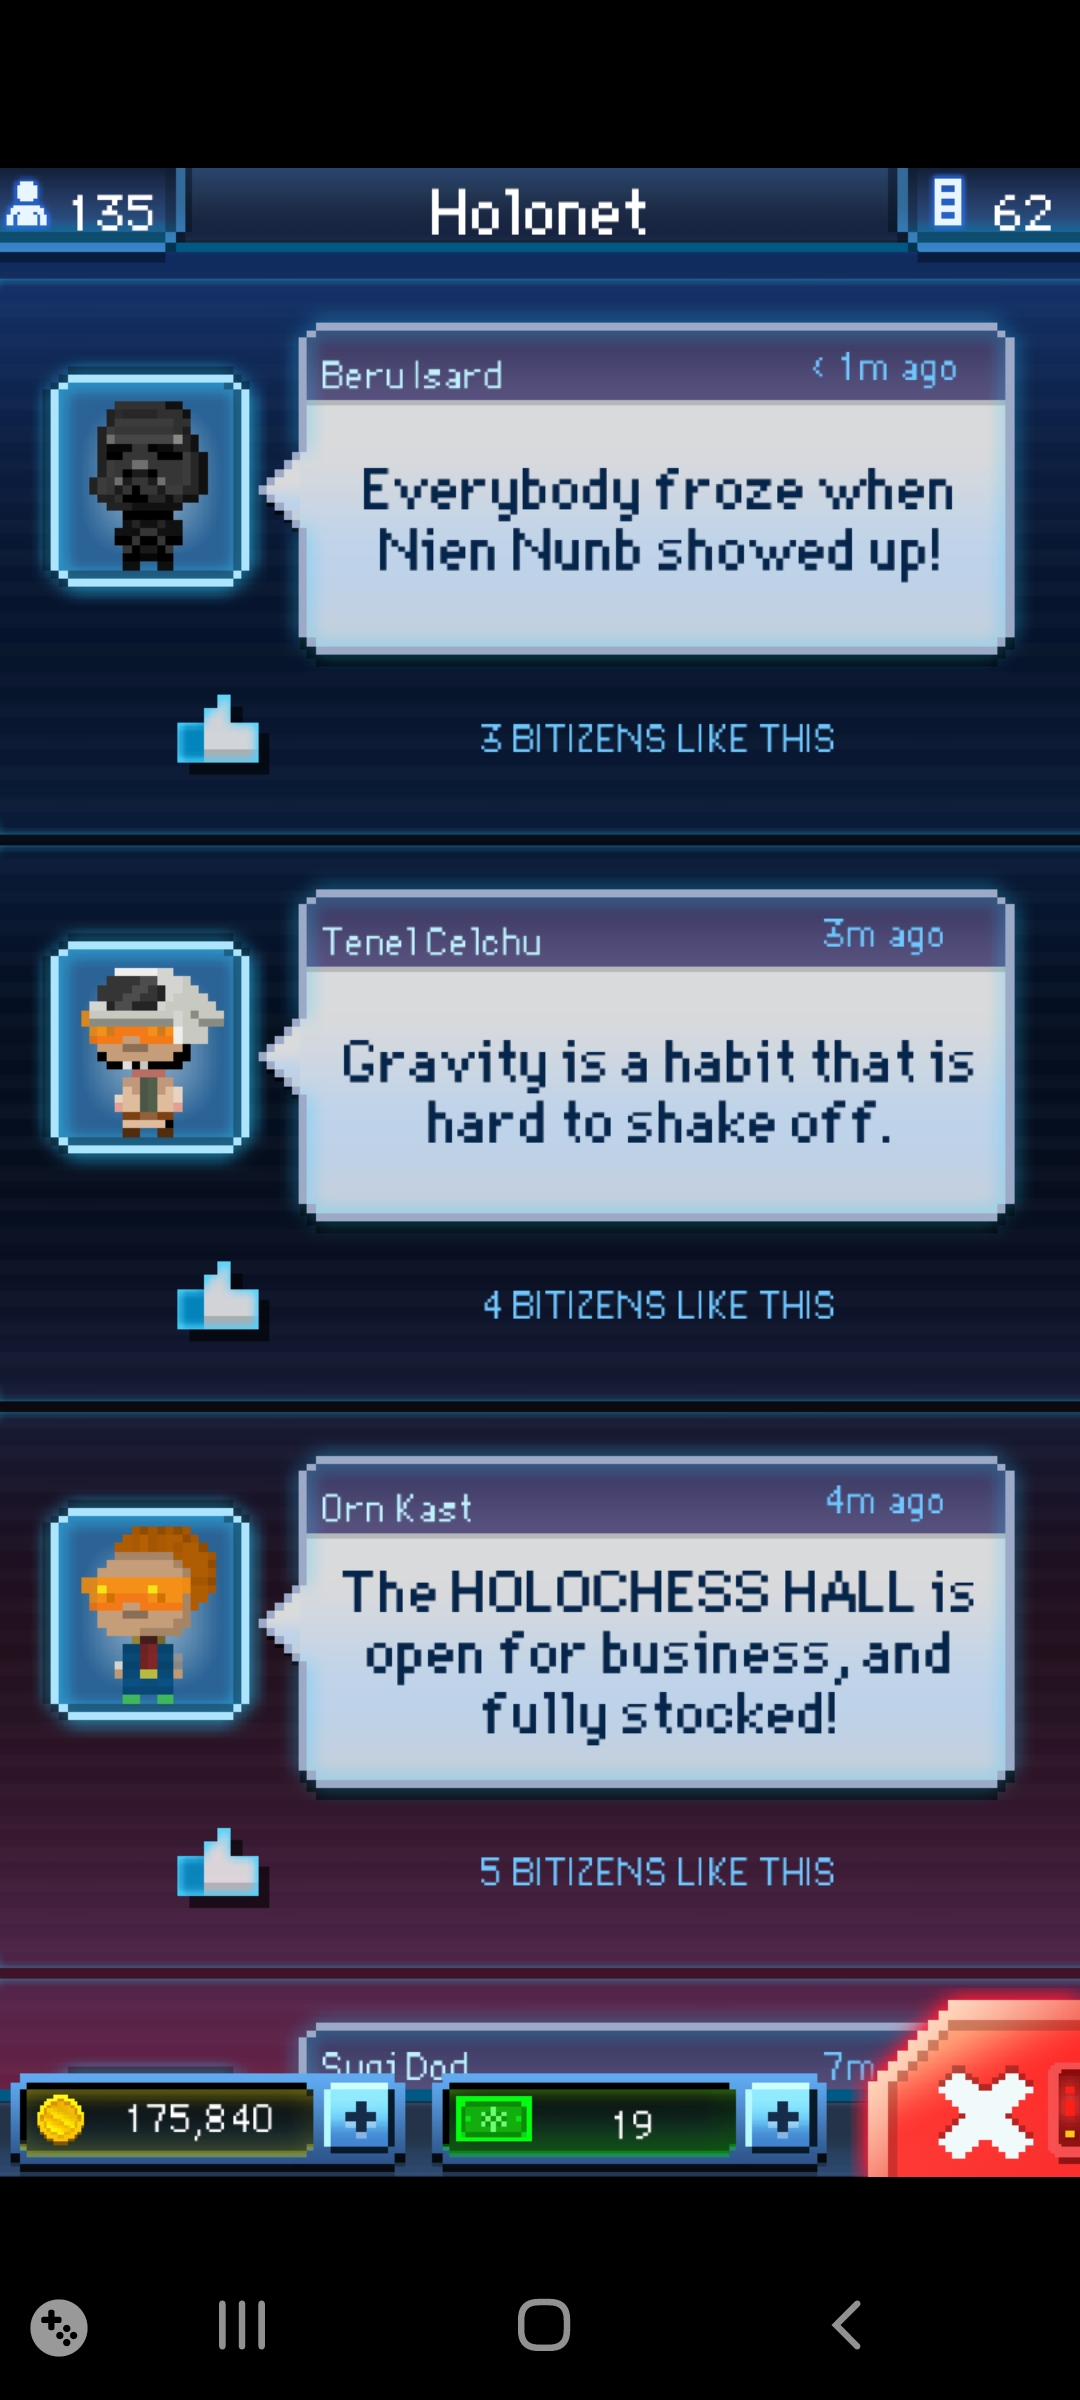 135
Holonet
62
Beru Isard
< 1m ago
Everybody froze when
Nien Nunb showed up!
3 BITIZENS LIKE THIS
Tenel Celchu
3m ago
Gravity is a habit that is
hard to shake off.
4 BITIZENS LIKE THIS
Orn Kast
4m ago
The HOLOCHESS HALL is
open for business, and
fully stocked!
5 BITIZENS LIKE THIS
Sugi Dod
7m
175,840
19